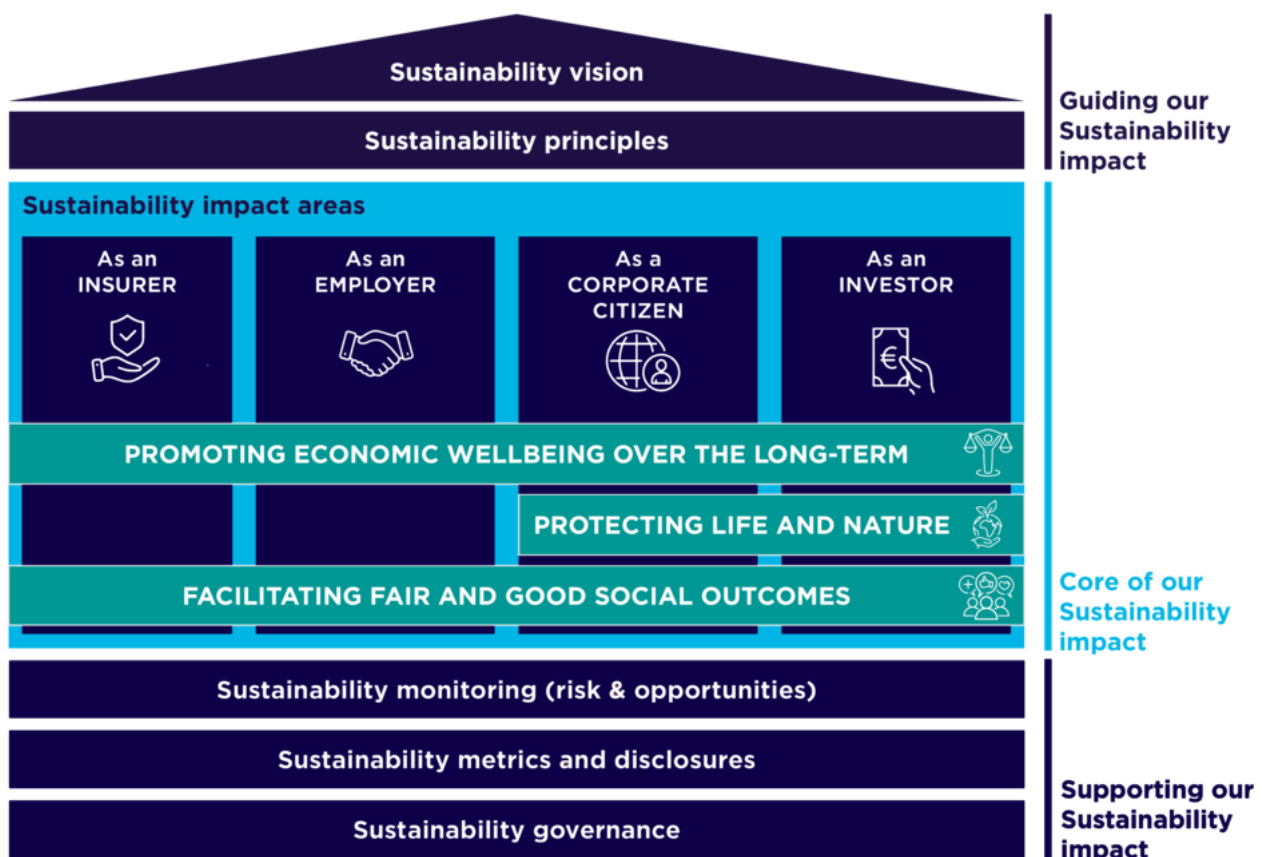 Sustainability vision
Sustainability principles
Guiding our
Sustainability
impact
Sustainability impact areas
As an
INSURER
As an
EMPLOYER
As a
CORPORATE
CITIZEN
As an
INVESTOR
€
PROMOTING ECONOMIC WELLBEING OVER THE LONG-TERM
PROTECTING LIFE AND NATURE
FACILITATING FAIR AND GOOD SOCIAL OUTCOMES
Core of our
Sustainability
impact
Sustainability monitoring (risk & opportunities)
Sustainability metrics and disclosures
Sustainability governance
Supporting our
Sustainability
impact